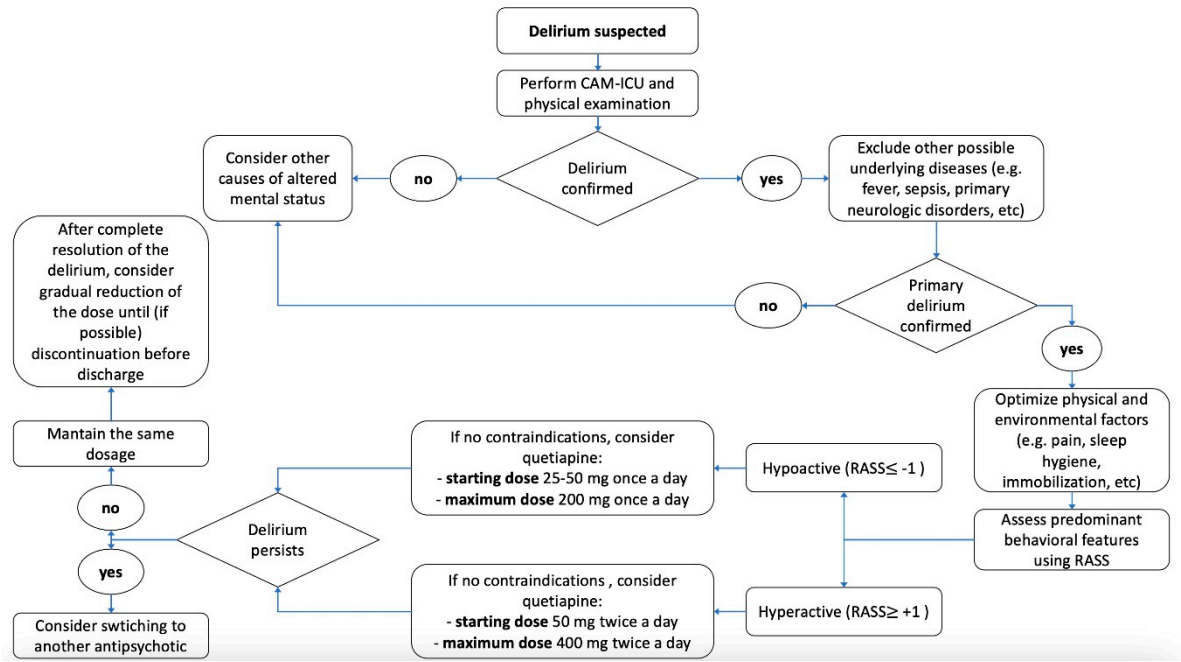 Delirium suspected
Perform CAM-ICU and
physical examination
Delirium
confirmed
no
Consider other
causes of altered
mental status
yes
Exclude other possible
underlying diseases (e.g.
fever, sepsis, primary
neurologic disorders, etc)
Primary
delirium
confirmed
no
yes
Optimize physical and
environmental factors
(e.g. pain, sleep
hygiene,
immobilization, etc)
Assess predominant
behavioral features
using RASS
Hypoactive (RASS≤ -1 )
Hyperactive (RASS≥ +1 )
If no contraindications, consider
quetiapine:
- starting dose 25-50 mg once a day
- maximum dose 200 mg once a day
If no contraindications , consider
quetiapine:
- starting dose 50 mg twice a day
- maximum dose 400 mg twice a day
Delirium
persists
no
yes
Mantain the same
dosage
After complete
resolution of the
delirium, consider
gradual reduction of
the dose until (if
possible)
discontinuation before
discharge
Consider swtiching to
another antipsychotic